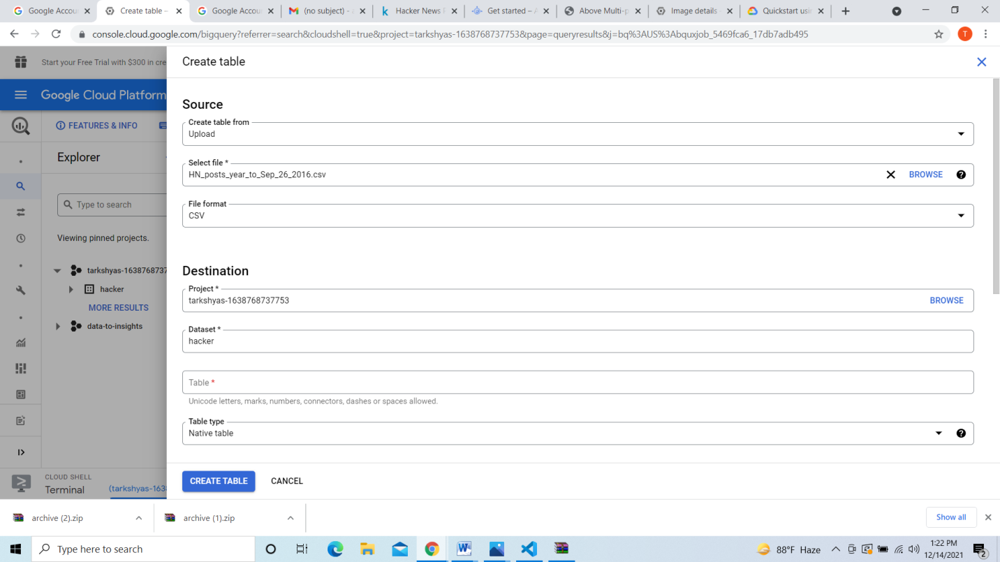 Google Accou
Create table –
Google Accou
(no subject) -
Hacker News
Get started –
Above Multi-p
Image details
Quickstart usi
console.cloud.google.com/bigquery?referrer=search&cloudshell=true&project=tarkshyas-1638768737753&page=queryresults&j=bq%3AUS%3Abquxjob_5469fca6_17db7adb495
T
Start your Free Trial with $300 in cre
Create table
Google Cloud Platform
FEATURES & INFO
Explorer
Type to search
Viewing pinned projects.
tarkshyas-1638768737
hacker
MORE RESULTS
data-to-insights
Source
Create table from
Upload
Select file *
HN_posts_year_to_Sep_26_2016.csv
BROWSE
File format
CSV
Destination
Project *
tarkshyas-1638768737753
BROWSE
Dataset *
hacker
Table *
Unicode letters, marks, numbers, connectors, dashes or spaces allowed.
Table type
Native table
CREATE TABLE
CANCEL
CLOUD SHELL
Terminal
(tarkshyas-163
archive (2).zip
archive (1).zip
Show all
Type here to search
88°F Haze
1:22 PM
12/14/2021
2